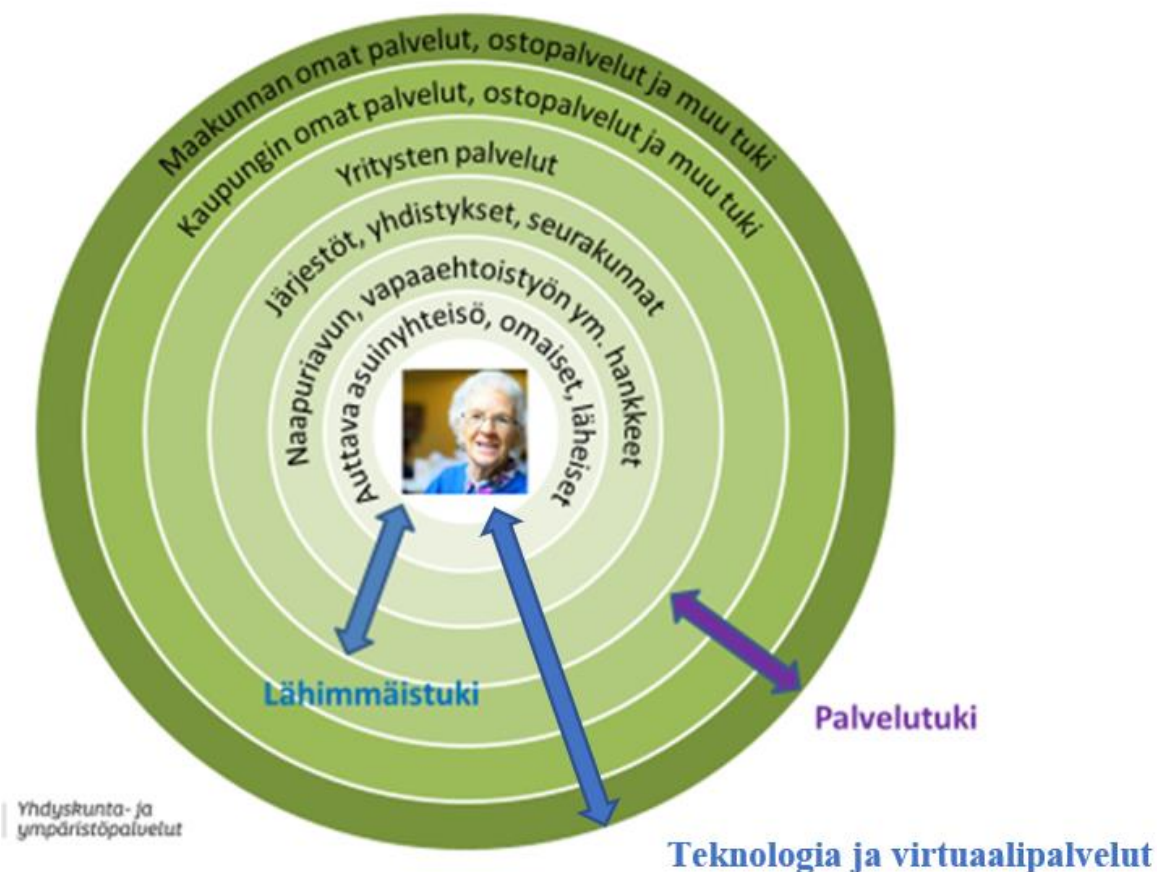 Maakunnan omat palvelut, ostopalvelut ja muu tuki
Kaupungin omat palvelut, ostopalvelut ja muu tuki
Yritysten palvelut
Järjestöt, yhdistykset, seurakunnat
Naapuriavun, vapaaehtoistyön ym. hankkeet
Auttava asuinyhteisö, omaiset, läheiset
Lähimmäistuki
Palvelutuki
Yhdyskunta- ja
ympäristöpalvelut
Teknologia ja virtuaalipalvelut